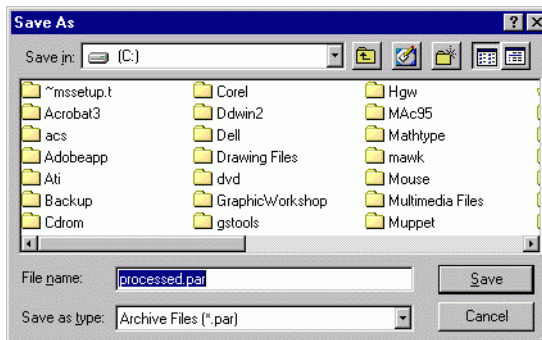 Save As
Save in: (C:)
~mssetup.t Corel Hgw
Acrobat3 Ddwin2 MAc95
acs Dell Mathtype
Adobeapp Drawing Files mawk
Ati dvd Mouse
Backup GraphicWorkshop Multimedia Files
Cdrom gstools Muppet
File name: processed.par Save
Save as type: Archive Files (*.par) Cancel